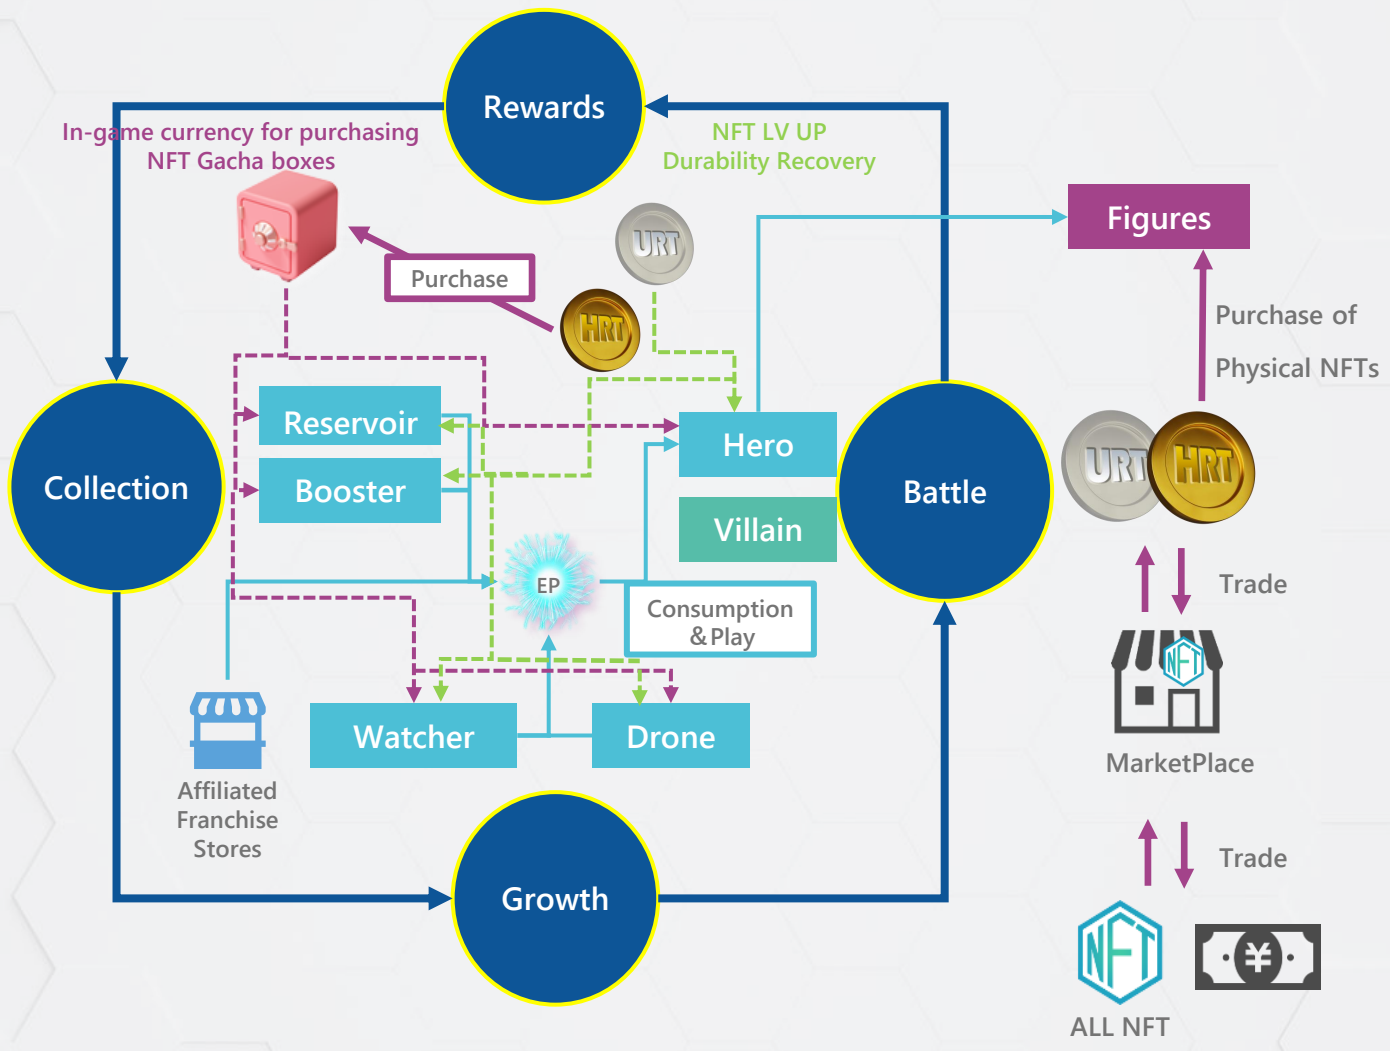 Rewards
In-game currency for purchasing
NFT Gacha boxes
NFT LV UP
Durability Recovery
Figures
URT
Purchase
HRT
Purchase of
Physical NFTs
Reservoir
Hero
Booster
Collection
Battle
URT
HRT
Villain
EP
Consumption
&Play
Trade
NFT
Watcher
Drone
MarketPlace
Affiliated
Franchise
Stores
Trade
Growth
NFT
¥
ALL NFT